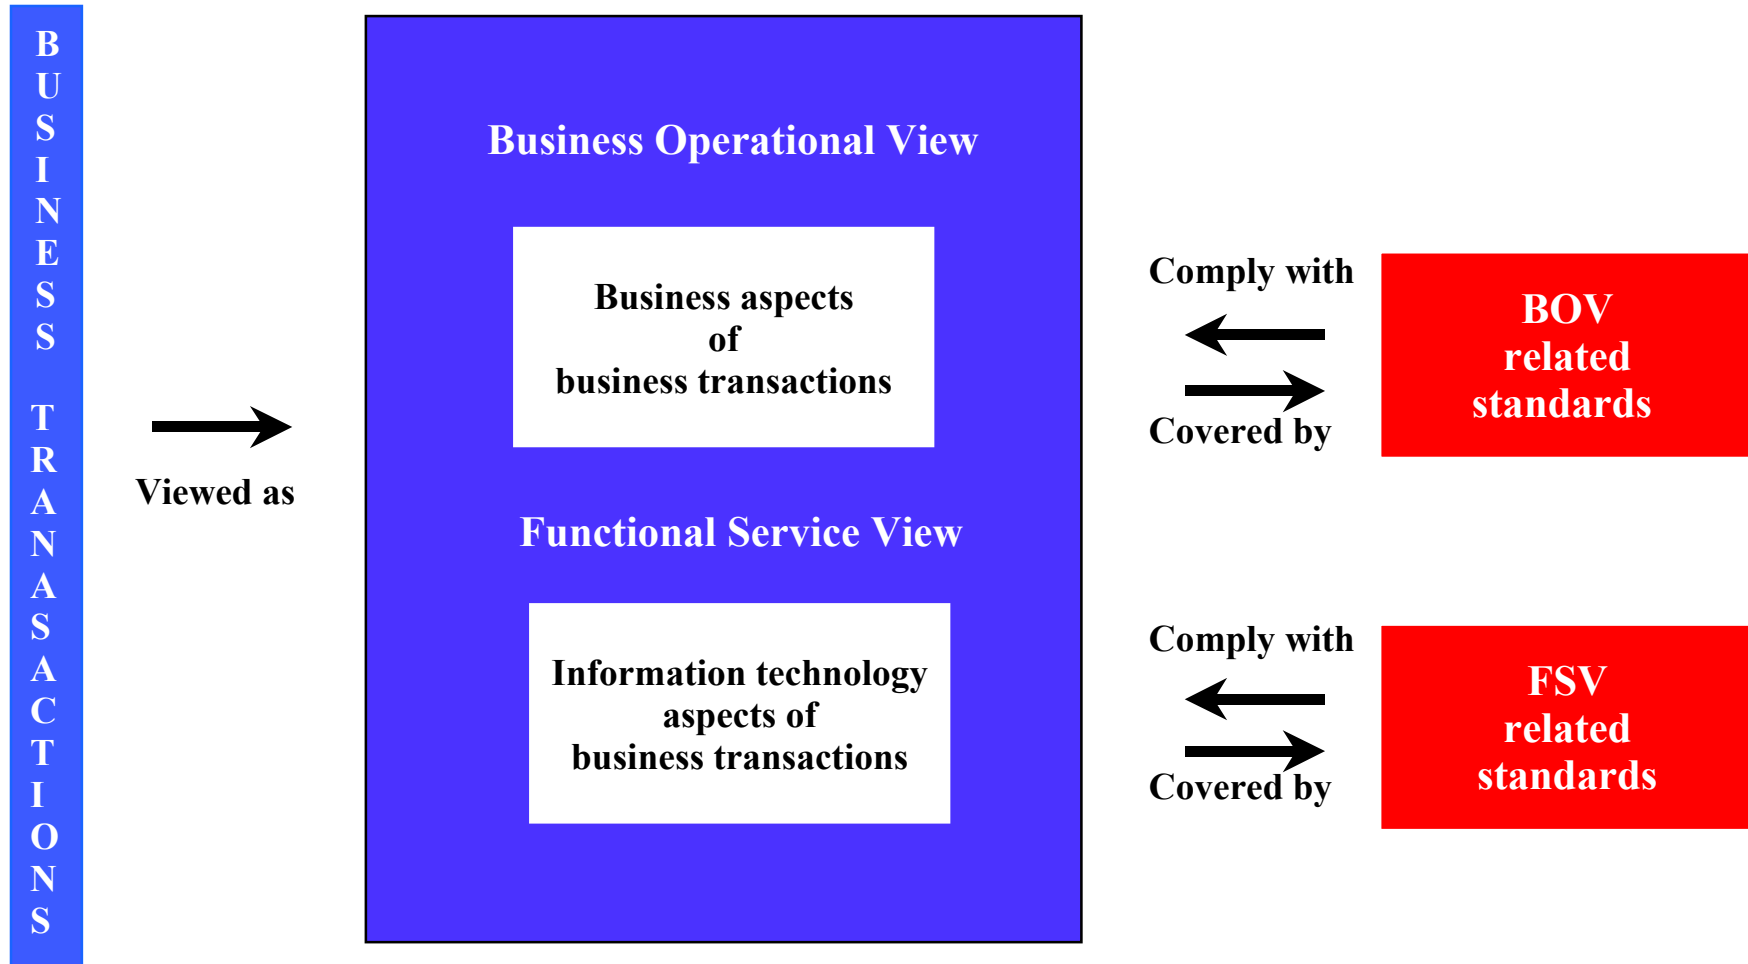 BUSINESS TRANASACTIONS
Viewed as
Business Operational View
Business aspects
of
business transactions
Functional Service View
Information technology
aspects of
business transactions
Comply with
Covered by
BOV
related
standards
Comply with
Covered by
FSV
related
standards